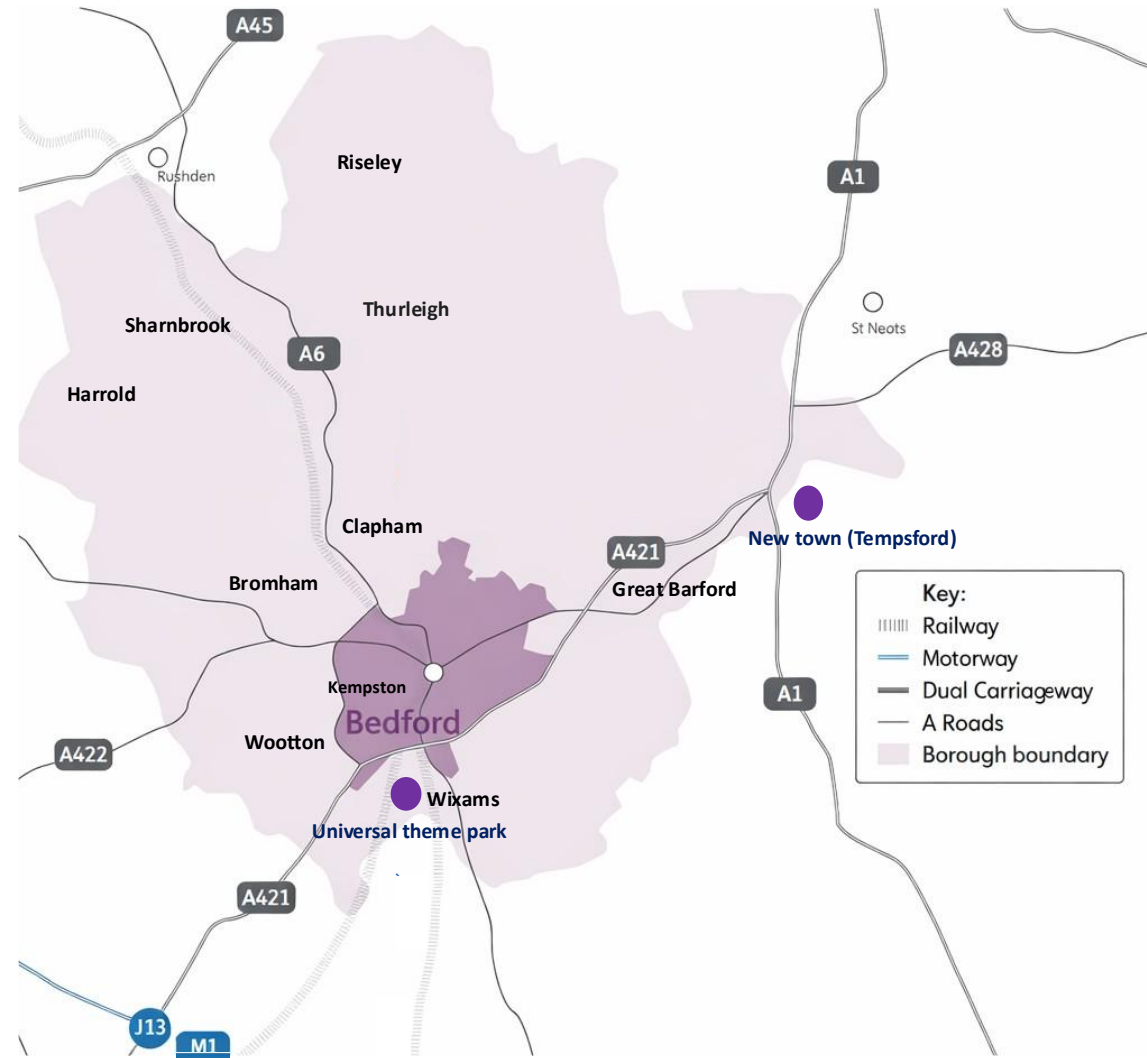 A45
Riseley
Rushden
A1
Thurleigh
St Neots
Sharnbrook
A6
A428
Harrold
Clapham
New town (Tempsford)
A421
Bromham
Great Barford
Key:
Railway
Motorway
Dual Carriageway
A Roads
Borough boundary
Kempston
Bedford
A1
Wootton
A422
Wixams
Universal theme park
A421
J13
M1